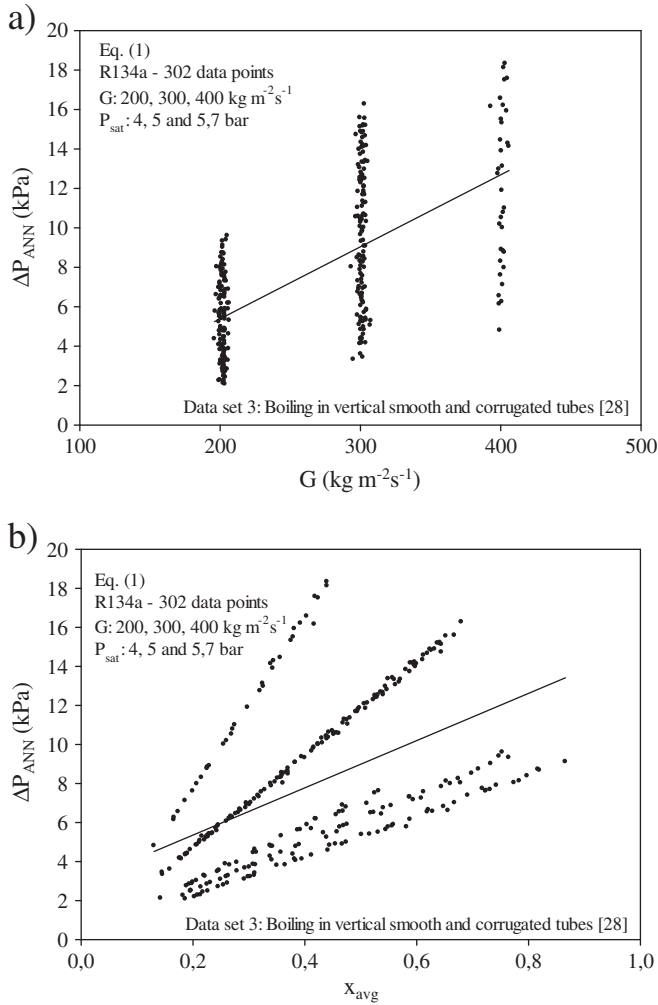 a)
20
18
16
14
12
10
8
6
4
2
0
ΔP_ANN (kPa)
Eq. (1)
R134a - 302 data points
G: 200, 300, 400 kg m⁻²s⁻¹
P_sat: 4, 5 and 5,7 bar
Data set 3: Boiling in vertical smooth and corrugated tubes [28]
100 200 300 400 500
G (kg m⁻²s⁻¹)
b)
20
18
16
14
12
10
8
6
4
2
0
ΔP_ANN (kPa)
Eq. (1)
R134a - 302 data points
G: 200, 300, 400 kg m⁻²s⁻¹
P_sat: 4, 5 and 5,7 bar
Data set 3: Boiling in vertical smooth and corrugated tubes [28]
0,0 0,2 0,4 0,6 0,8 1,0
x_avg